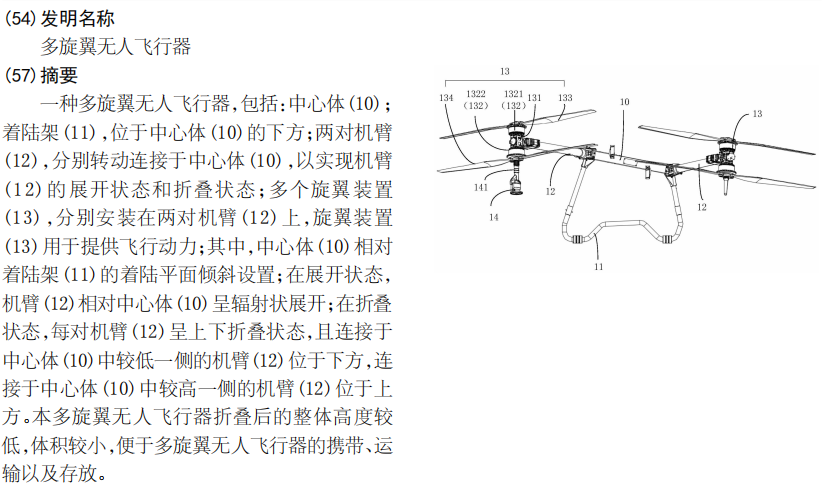 (54)发明名称
多旋翼无人飞行器
(57)摘要
一种多旋翼无人飞行器,包括:中心体(10);
着陆架(11),位于中心体(10)的下方;两对机臂
(12),分别转动连接于中心体(10),以实现机臂
(12)的展开状态和折叠状态;多个旋翼装置
(13),分别安装在两对机臂(12)上,旋翼装置
(13)用于提供飞行动力;其中,中心体(10)相对
着陆架(11)的着陆平面倾斜设置;在展开状态,
机臂(12)相对中心体(10)呈辐射状展开;在折叠
状态,每对机臂(12)呈上下折叠状态,且连接于
中心体(10)中较低一侧的机臂(12)位于下方,连
接于中心体(10)中较高一侧的机臂(12)位于上
方。本多旋翼无人飞行器折叠后的整体高度较
低,体积较小,便于多旋翼无人飞行器的携带、运
输以及存放。
13
134 1322 1321 131 133
(132) (132)
10
13
141
12
12
14
11